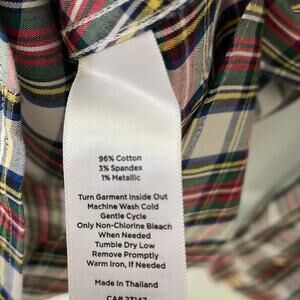 96% Cotton
3% Spandex
1% Metallic
Turn Garment Inside Out
Machine Wash Cold
Gentle Cycle
Only Non-Chlorine Bleach
When Needed
Tumble Dry Low
Remove Promptly
Warm Iron, If Needed
Made In Thailand
CA#